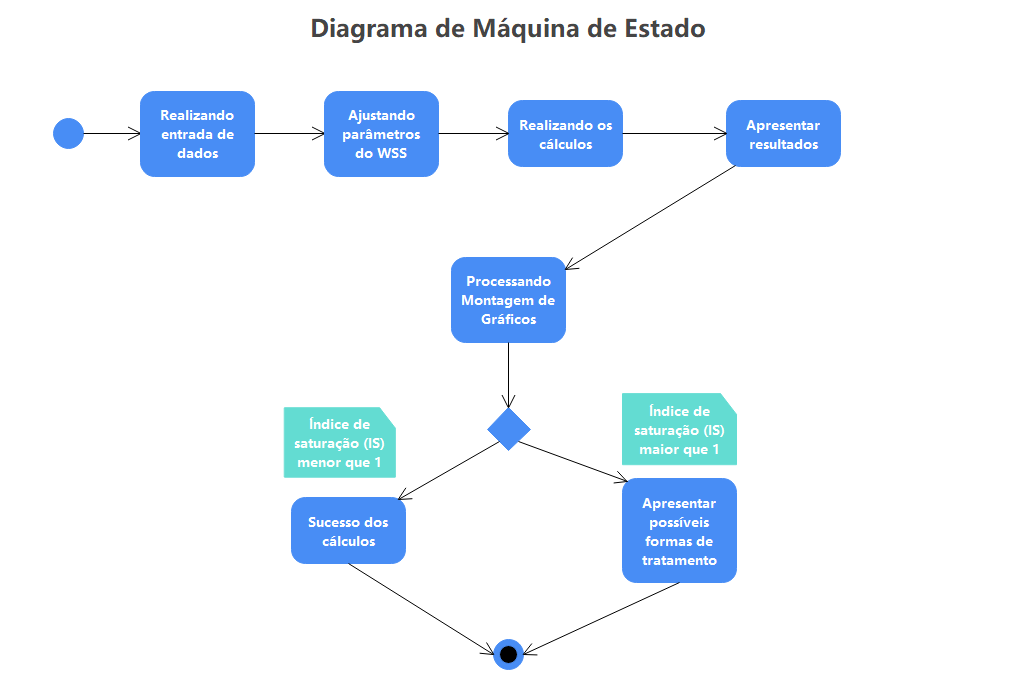 Diagrama de Máquina de Estado
Realizando
entrada de
dados
Ajustando
parâmetros
do WSS
Realizando os
cálculos
Apresentar
resultados
Processando
Montagem de
Gráficos
Índice de
saturação (IS)
menor que 1
Índice de
saturação (IS)
maior que 1
Sucesso dos
cálculos
Apresentar
possíveis
formas de
tratamento